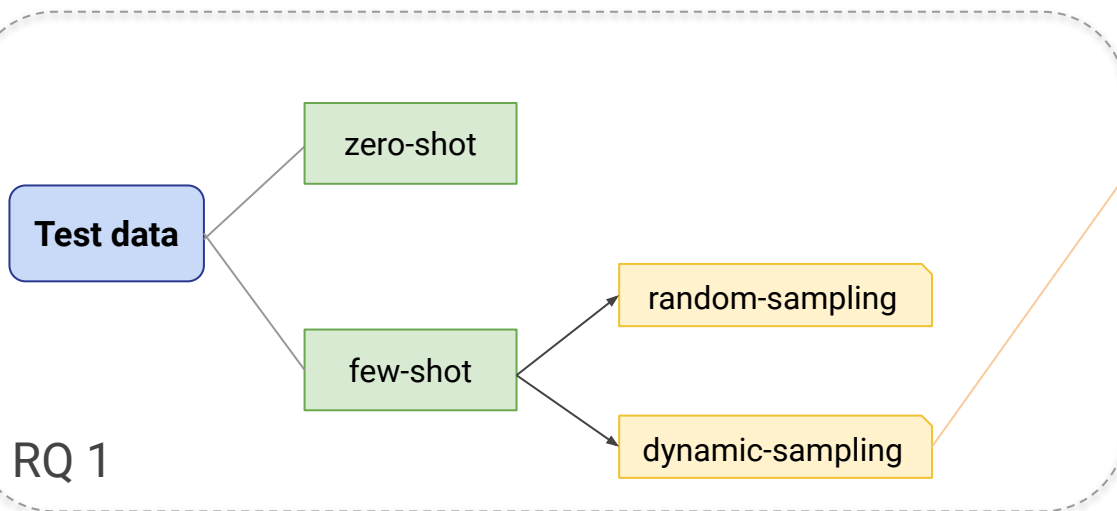 zero-shot
Test data
random-sampling
few-shot
dynamic-sampling
RQ 1